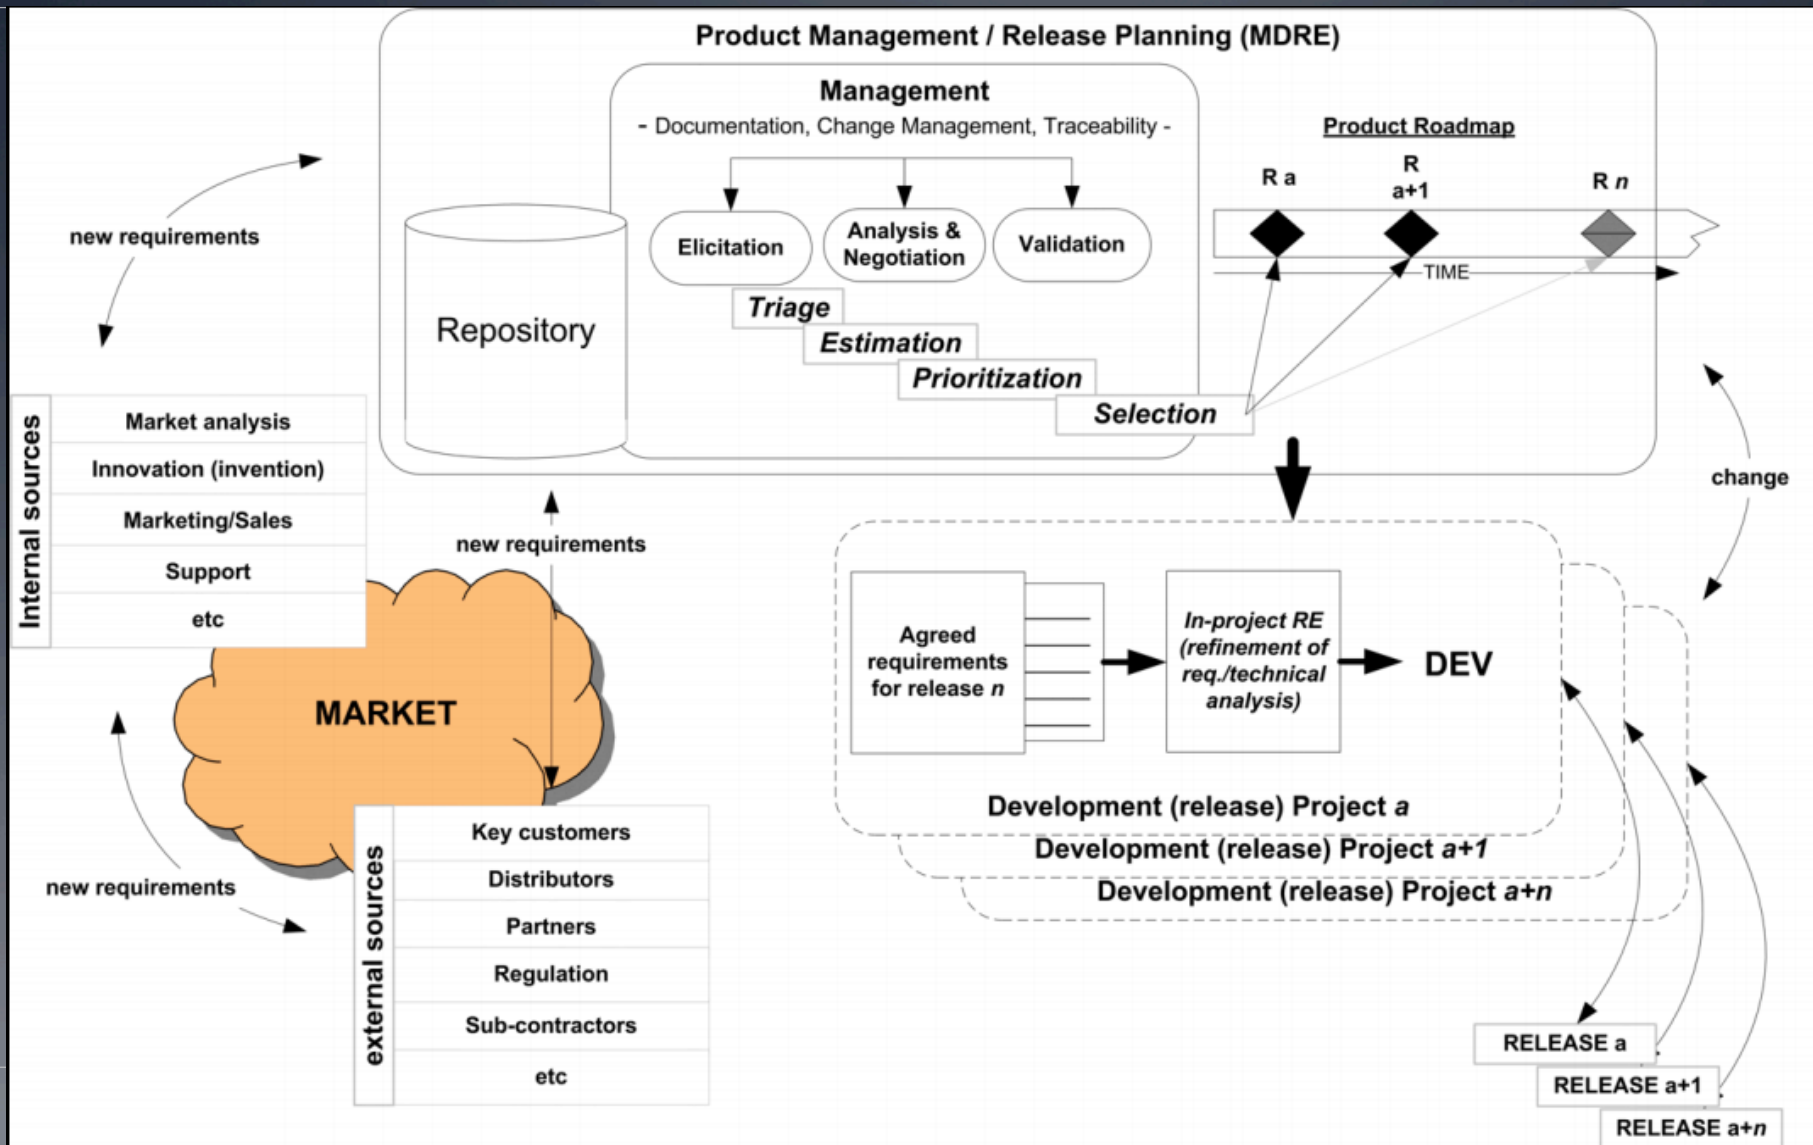 Product Management / Release Planning (MDRE)
Management
- Documentation, Change Management, Traceability -
Elicitation
Analysis &
Negotiation
Validation
Triage
Estimation
Prioritization
Selection
Repository
Product Roadmap
R a
R
a+1
R n
TIME
new requirements
Internal sources
Market analysis
Innovation (invention)
Marketing/Sales
Support
etc
new requirements
MARKET
new requirements
external sources
Key customers
Distributors
Partners
Regulation
Sub-contractors
etc
change
Agreed
requirements
for release n
In-project RE
(refinement of
req./technical
analysis)
DEV
Development (release) Project a
Development (release) Project a+1
Development (release) Project a+n
RELEASE a
RELEASE a+1
RELEASE a+n